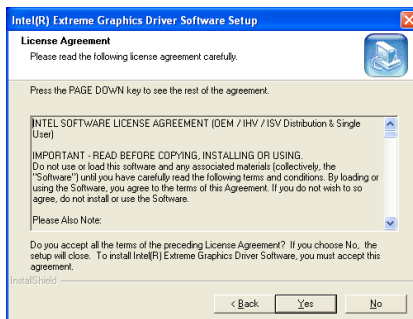 Intel(R) Extreme Graphics Driver Software Setup
License Agreement
Please read the following license agreement carefully.
Press the PAGE DOWN key to see the rest of the agreement.
INTEL SOFTWARE LICENSE AGREEMENT (OEM / IHV / ISV Distribution & Single
User)
IMPORTANT - READ BEFORE COPYING, INSTALLING OR USING.
Do not use or load this software and any associated materials (collectively, the
"Software") until you have carefully read the following terms and conditions. By loading or
using the Software, you agree to the terms of this Agreement. If you do not wish to so
agree, do not install or use the Software.
Please Also Note:
Do you accept all the terms of the preceding License Agreement? If you choose No, the
setup will close. To install Intel(R) Extreme Graphics Driver Software, you must accept this
agreement.
InstallShield
< Back
Yes
No